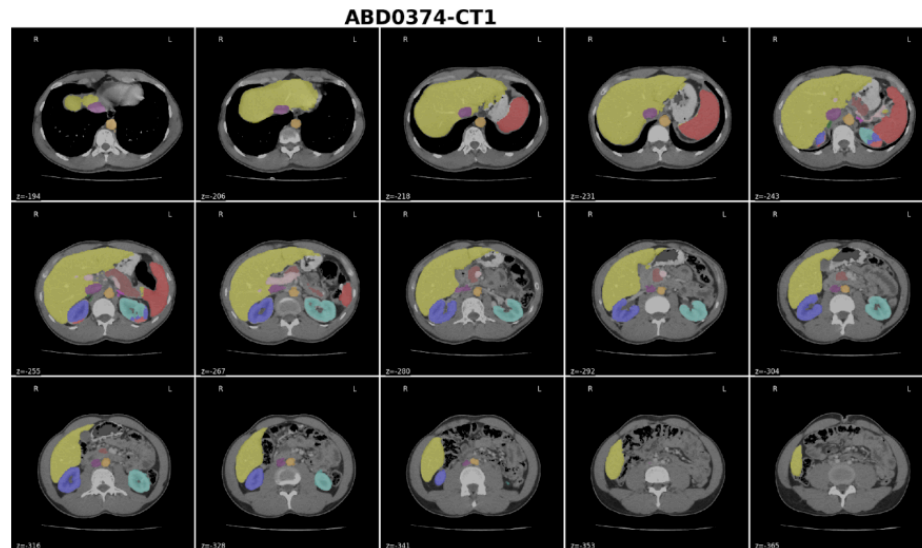 ABD0374-CT1
R L R L R L R L R L
z=-194 z=-206 z=-218 z=-231 z=-243
R L R L R L R L R L
z=-255 z=-267 z=-280 z=-292 z=-304
R L R L R L R L R L
z=-316 z=-328 z=-341 z=-353 z=-365